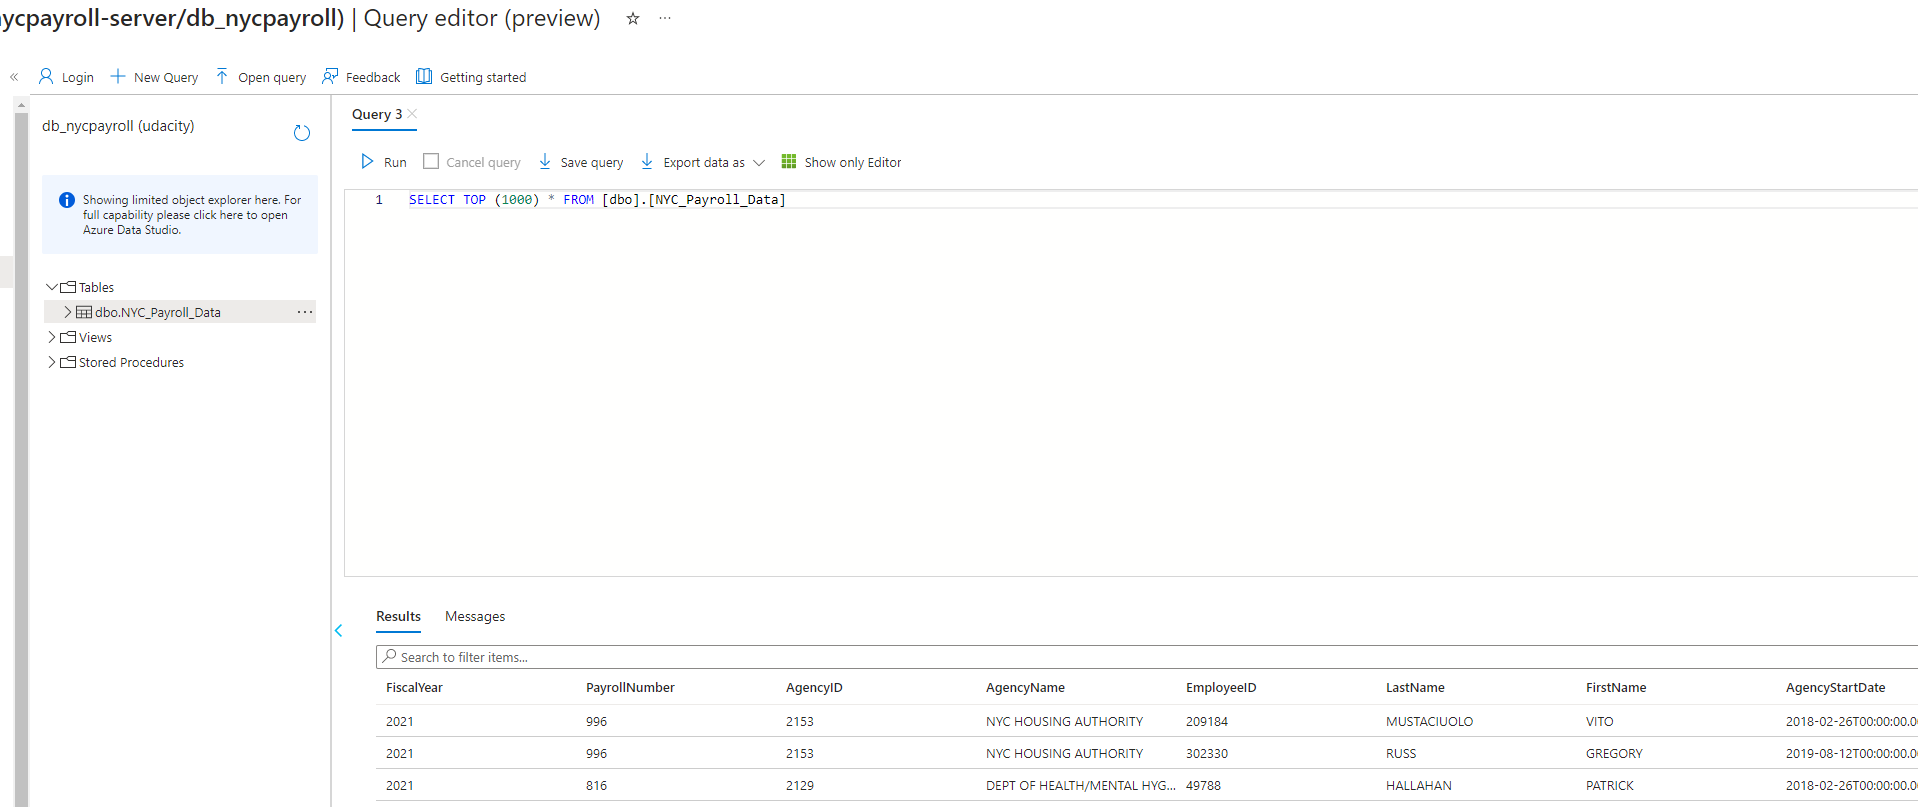 ycpayroll-server/db_nycpayroll) | Query editor (preview)
Login New Query Open query Feedback Getting started
db_nycpayroll (udacity)
Showing limited object explorer here. For
full capability please click here to open
Azure Data Studio.
Tables
dbo.NYC_Payroll_Data
Views
Stored Procedures
Query 3
Run Cancel query Save query Export data as Show only Editor
1 SELECT TOP (1000) * FROM [dbo].[NYC_Payroll_Data]
Results Messages
Search to filter items...
FiscalYear PayrollNumber AgencyID AgencyName EmployeeID LastName FirstName AgencyStartDate
2021 996 2153 NYC HOUSING AUTHORITY 209184 MUSTACIUOLO VITO 2018-02-26T00:00:00.0
2021 996 2153 NYC HOUSING AUTHORITY 302330 RUSS GREGORY 2019-08-12T00:00:00.0
2021 816 2129 DEPT OF HEALTH/MENTAL HYG... 49788 HALLAHAN PATRICK 2018-02-26T00:00:00.0